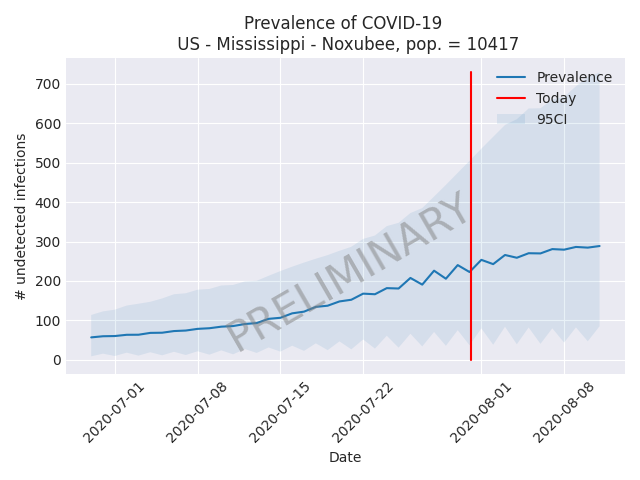 Prevalence of COVID-19
US - Mississippi - Noxubee, pop. = 10417
Prevalence
Today
95CI
700
600
500
400
300
200
100
0
# undetected infections
PRELIMINARY
2020-07-01
2020-07-08
2020-07-15
2020-07-22
2020-08-01
2020-08-08
Date